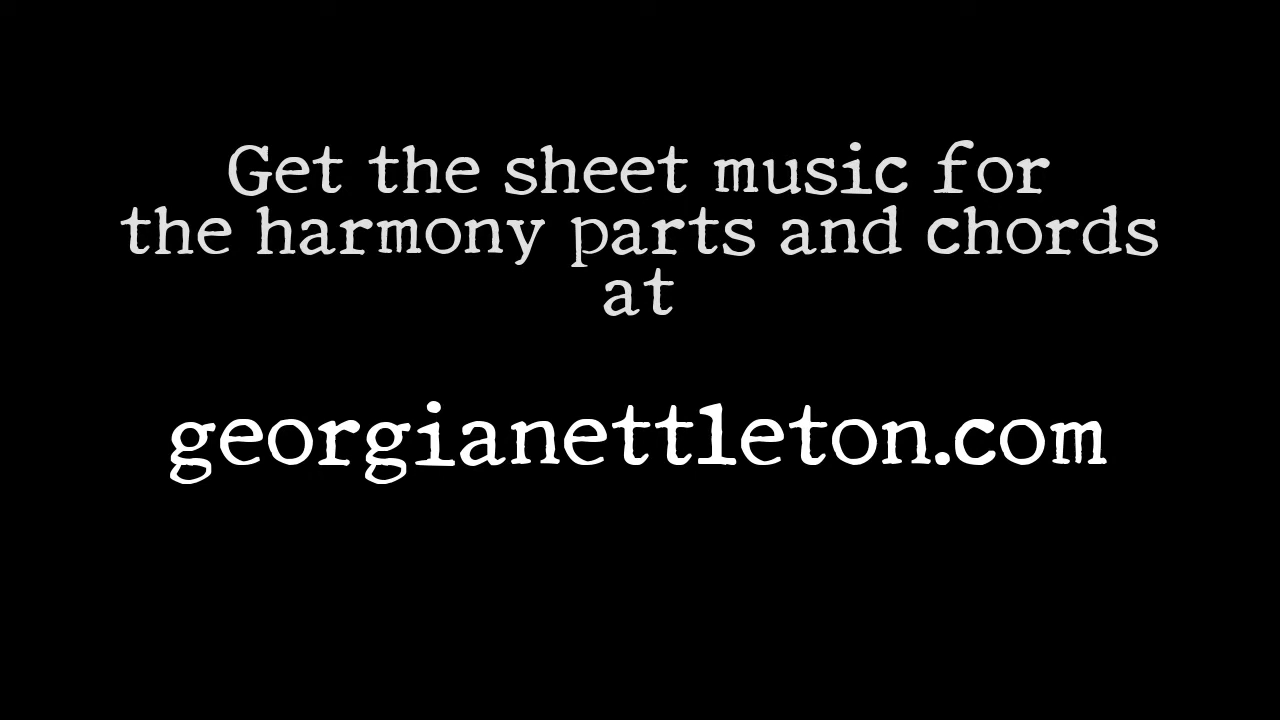 Get the sheet music for
the harmony parts and chords
at
georgianettleton.com